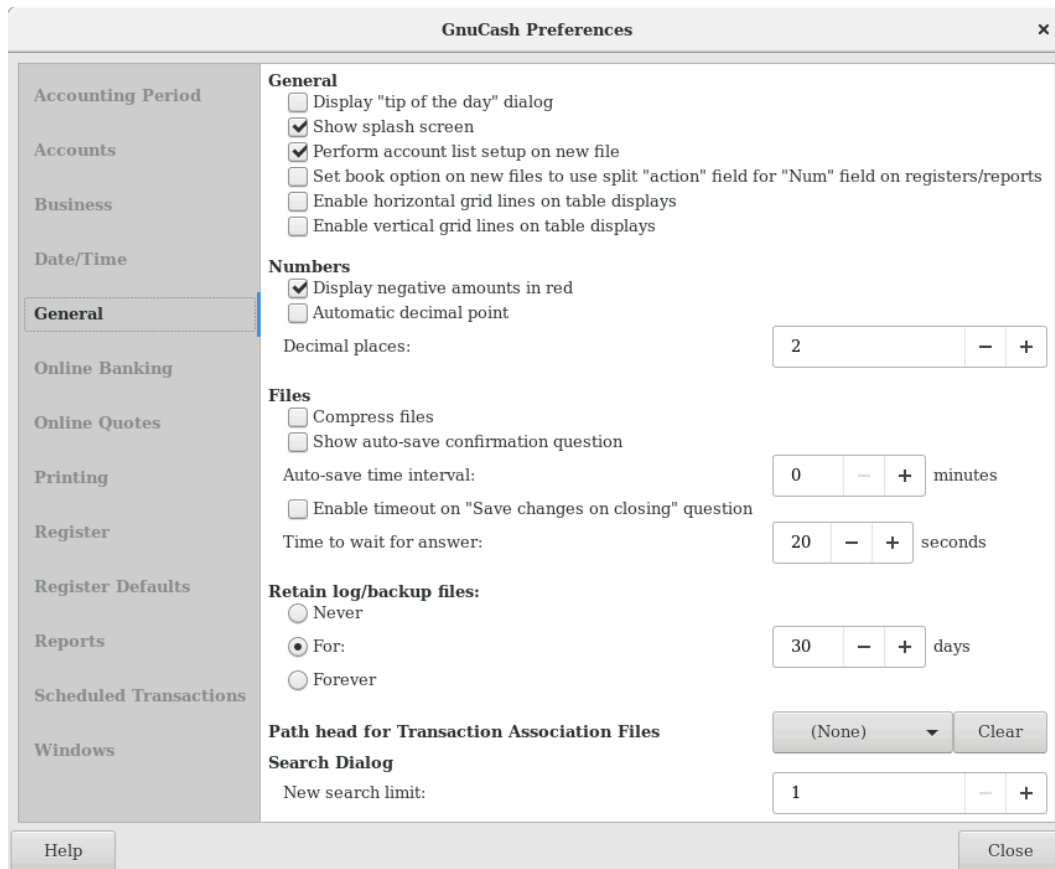 GnuCash Preferences
Accounting Period
Accounts
Business
Date/Time
General
Online Banking
Online Quotes
Printing
Register
Register Defaults
Reports
Scheduled Transactions
Windows
General
Display "tip of the day" dialog
Show splash screen
Perform account list setup on new file
Set book option on new files to use split "action" field for "Num" field on registers/reports
Enable horizontal grid lines on table displays
Enable vertical grid lines on table displays
Numbers
Display negative amounts in red
Automatic decimal point
Decimal places: 2
Files
Compress files
Show auto-save confirmation question
Auto-save time interval: 0 minutes
Enable timeout on "Save changes on closing" question
Time to wait for answer: 20 seconds
Retain log/backup files:
Never
For: 30 days
Forever
Path head for Transaction Association Files (None) Clear
Search Dialog
New search limit: 1
Help Close